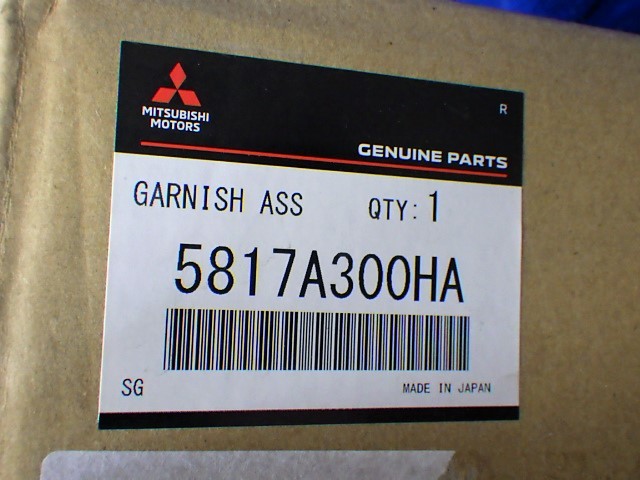 R
MITSUBISHI
MOTORS
GENUINE PARTS
GARNISH ASS QTY: 1
5817A300HA
SG MADE IN JAPAN